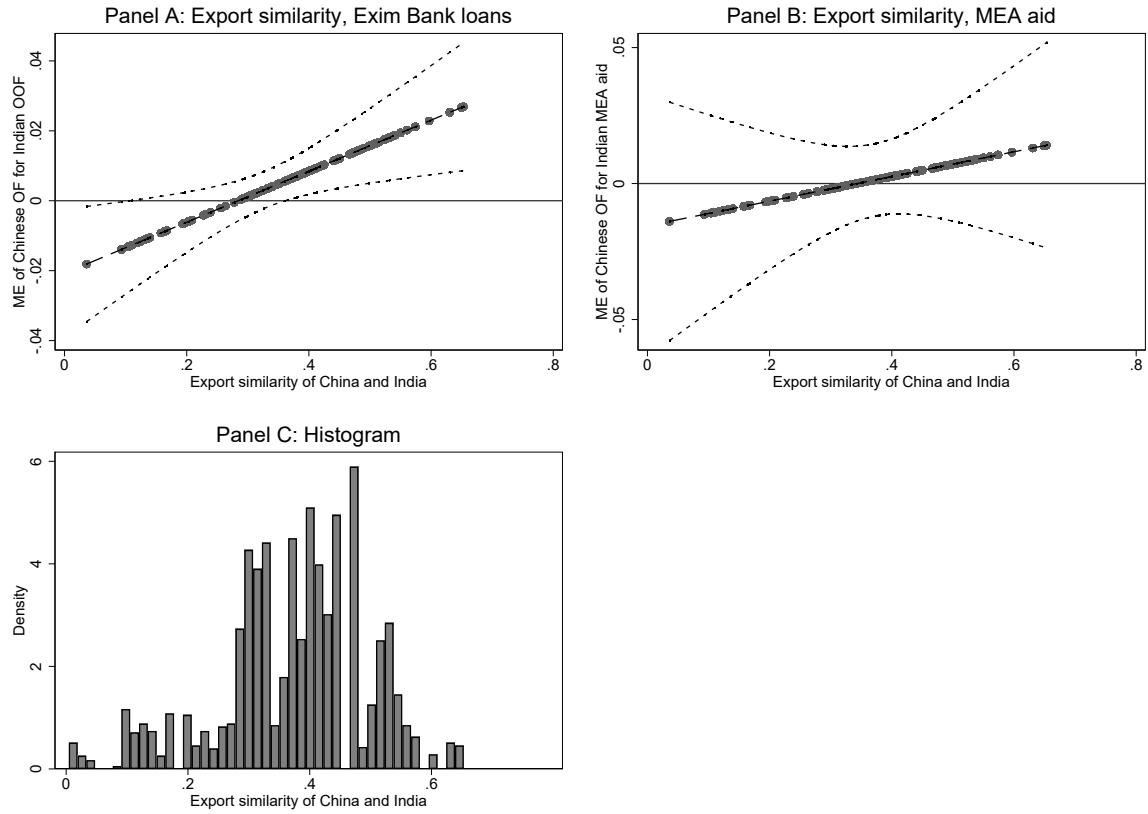 Panel A: Export similarity, Exim Bank loans
ME of Chinese OF for Indian OOF
.04
.02
0
-.02
-.04
0 .2 .4 .6 .8
Export similarity of China and India
Panel B: Export similarity, MEA aid
ME of Chinese OF for Indian MEA aid
.05
0
-.05
0 .2 .4 .6 .8
Export similarity of China and India
Panel C: Histogram
Density
6
4
2
0
0 .2 .4 .6
Export similarity of China and India